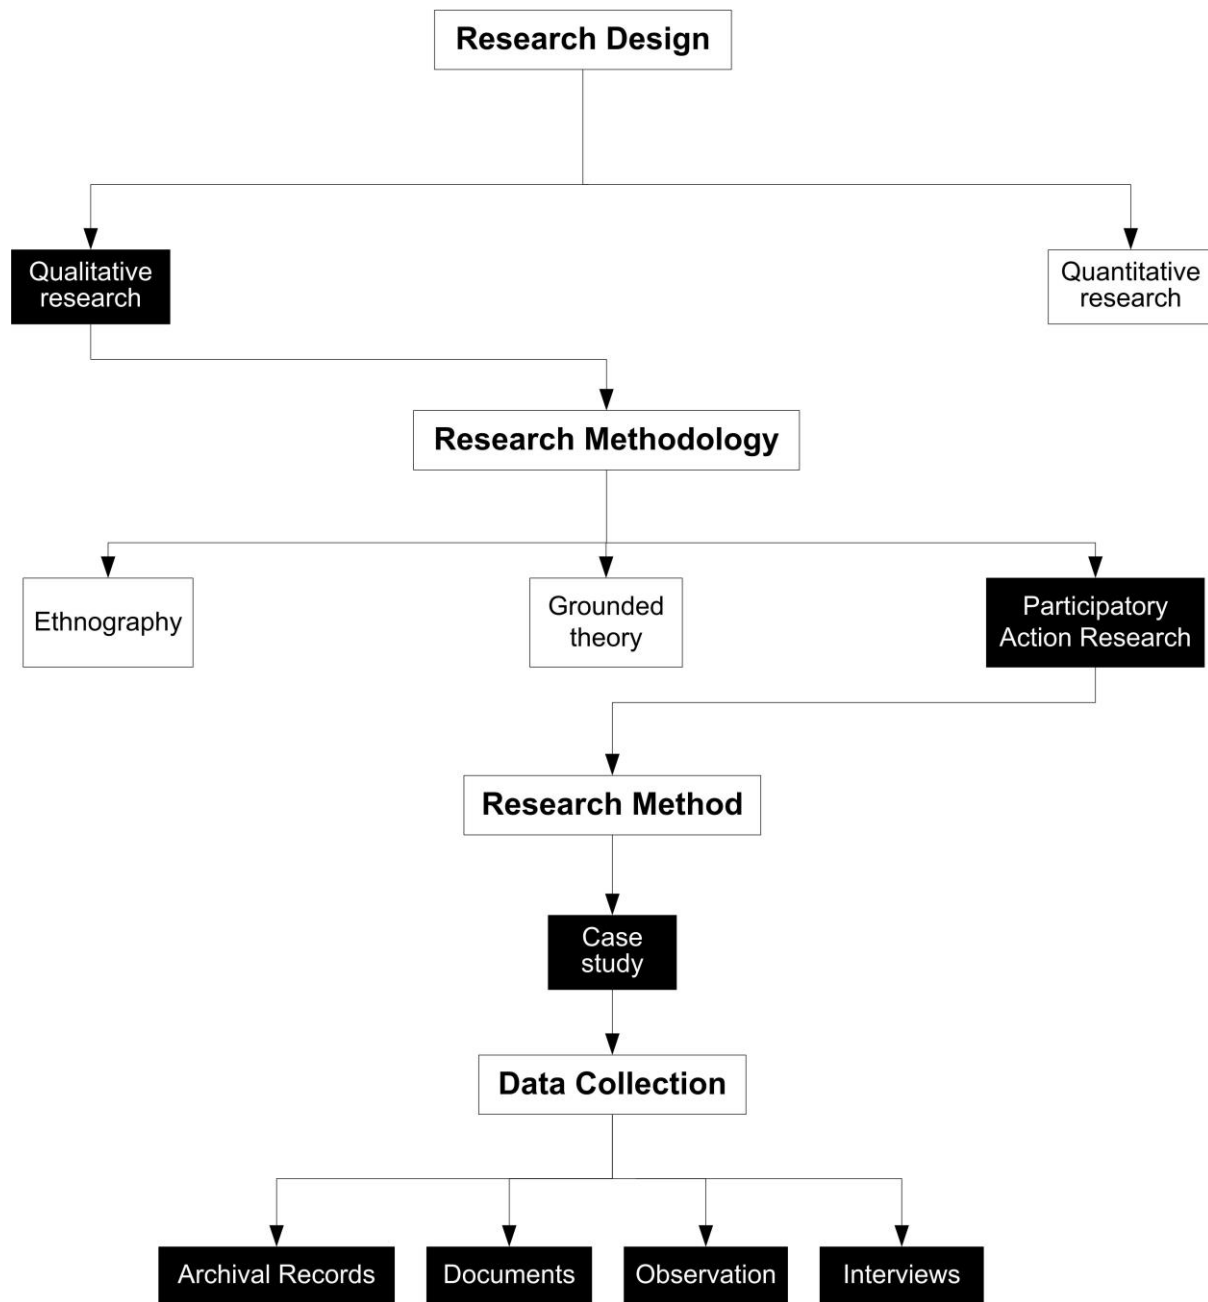 Research Design
Qualitative
research
Quantitative
research
Research Methodology
Ethnography
Grounded
theory
Participatory
Action Research
Research Method
Case
study
Data Collection
Archival Records
Documents
Observation
Interviews